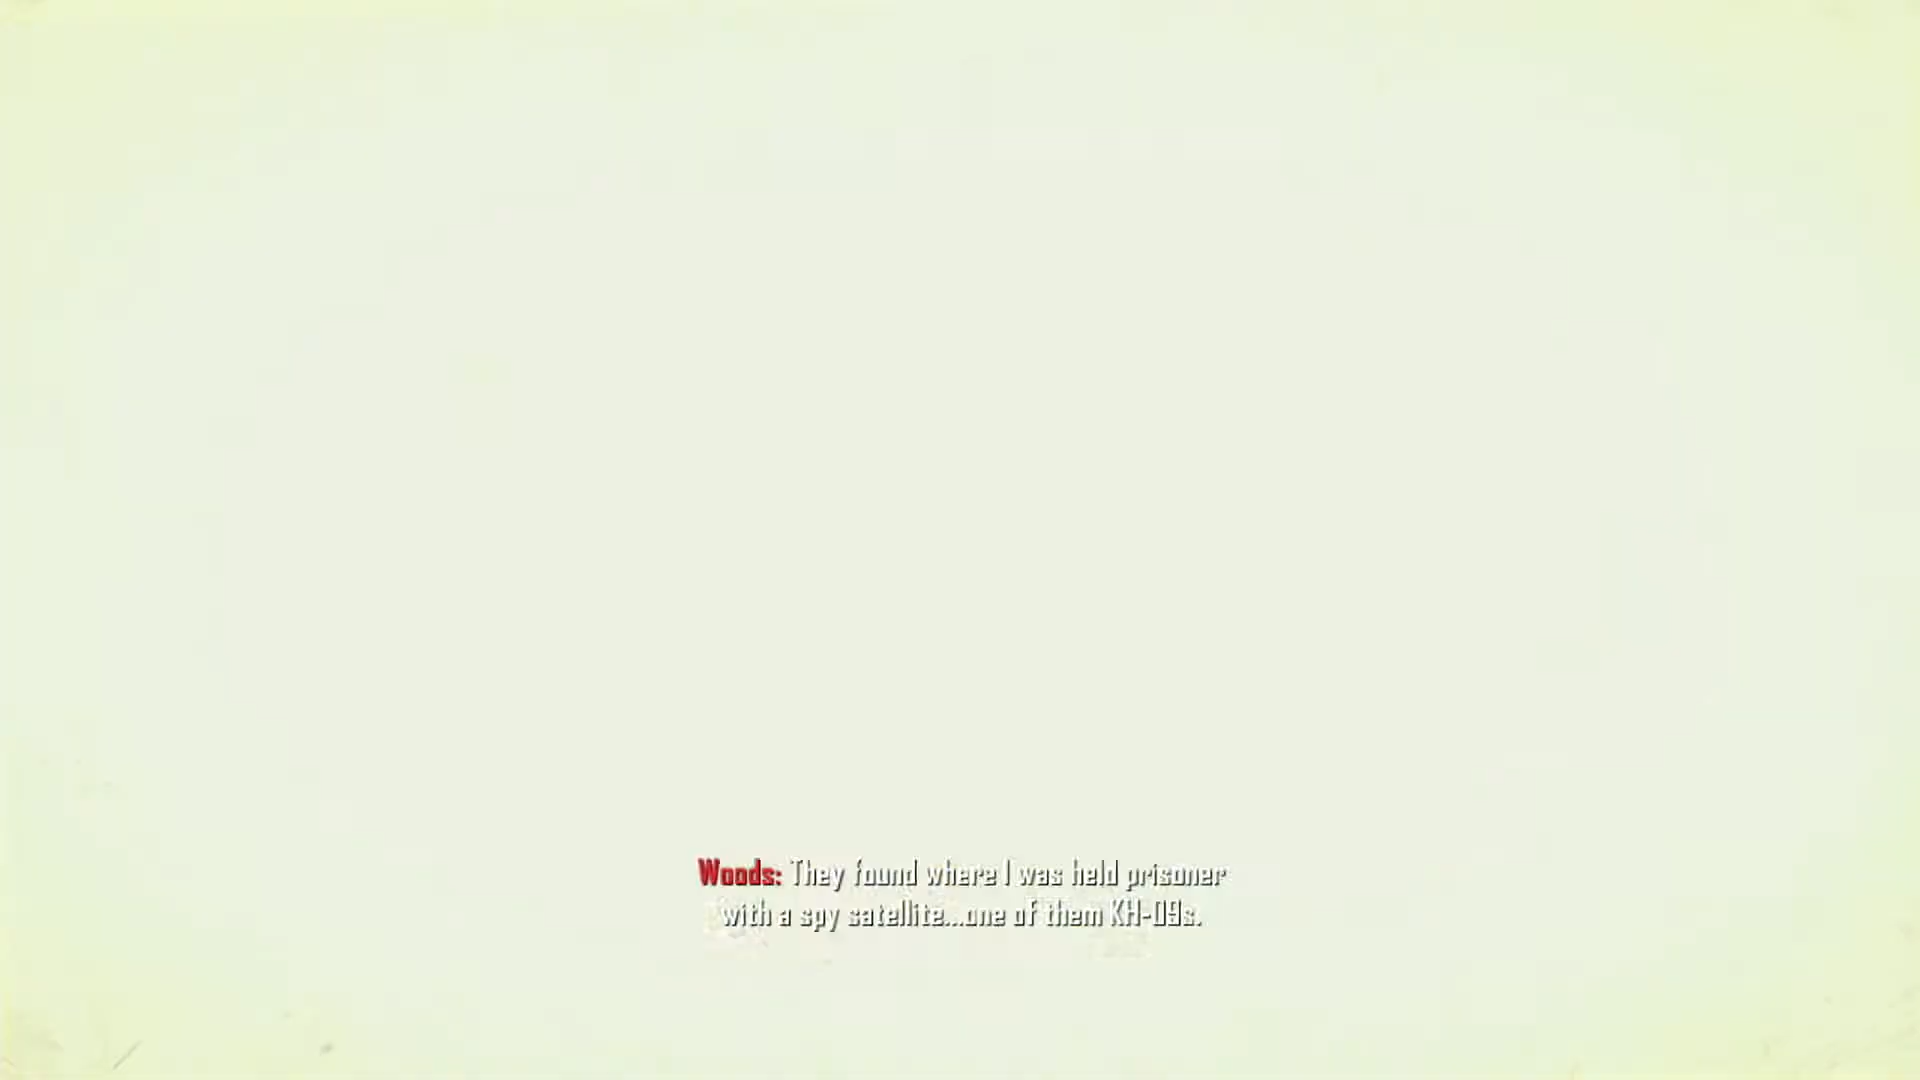 Woods: They found where I was held prisoner
with a spy satellite...one of them KH-09s.